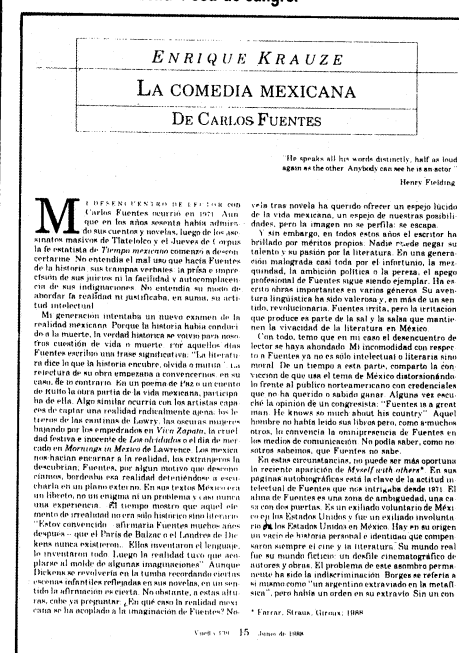 ENRIQUE KRAUZE
LA COMEDIA MEXICANA
DE CARLOS FUENTES
"He speaks all his words distinctly, half as loud
again as the other. Anybody can see he is an actor"
Henry Fielding
MI DESENCUENTRO DE LECTOR con
Carlos Fuentes ocurrió en 1971. Aun
que en los años sesenta había admira
do sus cuentos y novelas, luego de los ase
sinatos masivos de Tlatelolco y el Jueves de Corpus
la fe estatista de Tiempo mexicano comenzó a descon
certarme. No entendía el mal uso que hacía Fuentes
de la historia, sus trampas verbales, la prisa e impre
cisión de sus juicios ni la facilidad y autocomplacen
cia de sus indignaciones. No entendía su modo de
abordar la realidad ni justificaba, en suma, su acti
tud intelectual.
Mi generación intentaba un nuevo examen de la
realidad mexicana. Porque la historia había conduci
do a la muerte, la verdad histórica se volvió para noso
tros cuestión de vida o muerte. Por aquellos días
Fuentes escribió una frase significativa: "La literatu
ra dice lo que la historia encubre, olvida o mutila". La
relectura de su obra empezaba a convencerme, en su
caso, de lo contrario. En un poema de Paz o un cuento
de Rulfo la otra partía de la vida mexicana, participa
ba de ella. Algo similar ocurría con los artistas capa
ces de captar una realidad radicalmente ajena: los le
treros de las cantinas de Lowry, las oscuras mujeres
bajando por los empedrados en Viva Zapata, la cruel
dad festiva e inocente de Los olvidados o el día de mer
cado en Mornings in Mexico de Lawrence. Los mexica
nos hacían encarnar a la realidad, los extranjeros la
descubrían; Fuentes, por algún motivo que descono
cíamos, bordeaba esa realidad deteniéndose a escu
charla en un plano externo. En sus textos México era
un libreto, no un enigma ni un problema y casi nunca
una experiencia. El tiempo mostró que aquel ele
mento de irrealidad no era sólo histórico sino literario.
"Estoy convencido –afirmaría Fuentes muchos años
después– que el París de Balzac o el Londres de Dic
kens nunca existieron. Ellos inventaron el lenguaje,
lo inventaron todo. Luego la realidad tuvo que aco
plarse al molde de algunas imaginaciones". Aunque
Dickens se revolvería en la tumba recordando ciertas
escenas infantiles reflejadas en sus novelas, en un sen
tido la afirmación es cierta. No obstante, a estas altu
ras, cabe ya preguntar: ¿En qué caso la realidad mexi
cana se ha acoplado a la imaginación de Fuentes? No
vela tras novela ha querido ofrecer un espejo lúcido
de la vida mexicana, un espejo de nuestras posibili
dades, pero la imagen no se perfila: se escapa.
Y sin embargo, en todos estos años el escritor ha
brillado por méritos propios. Nadie puede negar su
talento y su pasión por la literatura. En una genera
ción malograda casi toda por el infortunio, la mez
quindad, la ambición política o la pereza, el apego
profesional de Fuentes sigue siendo ejemplar. Ha es
crito obras importantes en varios géneros. Su aven
tura lingüística ha sido valerosa y, en más de un sen
tido, revolucionaria. Fuentes irrita, pero la irritación
que produce es parte de la sal y la salsa que mantie
nen la vivacidad de la literatura en México.
Con todo, temo que en mi caso el desencuentro de
lector se haya ahondado. Mi incomodidad con respec
to a Fuentes ya no es sólo intelectual o literaria sino
moral. De un tiempo a esta parte, comparto la con
vicción de que usa el tema de México distorsionándo
lo frente al público norteamericano con credenciales
que no ha querido o sabido ganar. Alguna vez escu
ché la opinión de un congresista: "Fuentes is a great
man. He knows so much about his country". Aquel
hombre no había leído sus libros pero, como a muchos
otros, lo convencía la omnipresencia de Fuentes en
los medios de comunicación. No podía saber, como no
sotros sabemos, que Fuentes no sabe.
En estas circunstancias, no puede ser más oportuna
la reciente aparición de Myself with others* En sus
páginas autobiográficas está la clave de la actitud in
telectual de Fuentes que nos intrigaba desde 1971. El
alma de Fuentes es una zona de ambigüedad, una ca
sa con dos puertas. Es un exiliado voluntario de Méxi
co en los Estados Unidos y fue un exiliado involunta
rio de los Estados Unidos en México. Hay en su origen
un vacío de historia personal e identidad que compen
saron siempre el cine y la literatura. Su mundo real
fue su mundo ficticio: un desfile cinematográfico de
autores y obras. El problema de este asombro perma
nente ha sido la indiscriminación. Borges se refería a
sí mismo como "un argentino extraviado en la metafí
sica", pero había un orden en su extravío. Sin un con
* Farrar, Straus, Giroux: 1988
Vuelta 139 15 Junio de 1988